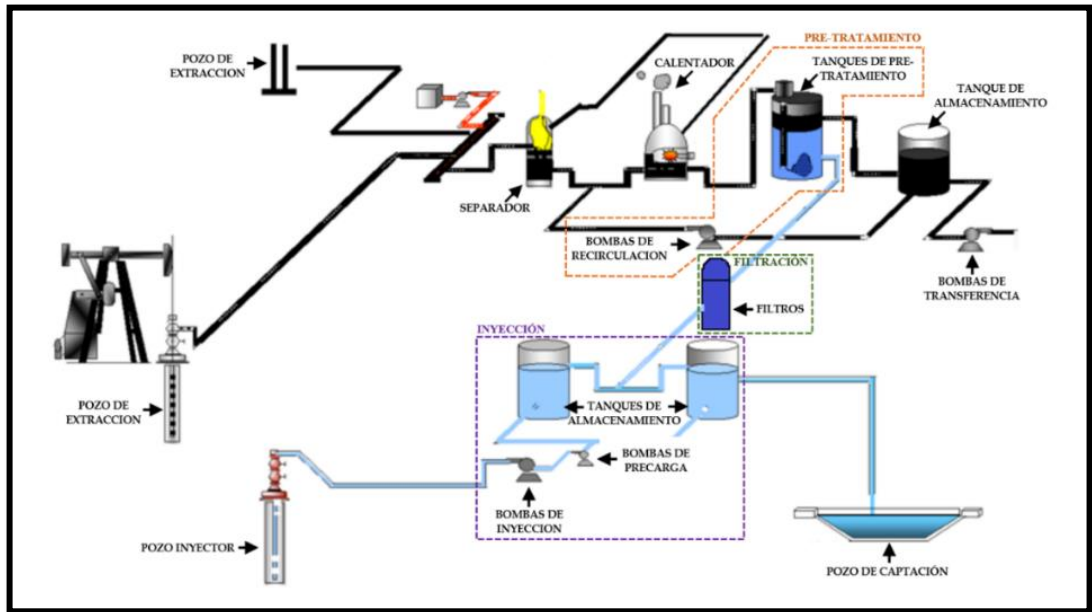 PRE-TRATAMIENTO
POZO DE
EXTRACCION
CALENTADOR
TANQUES DE PRE-
TRATAMIENTO
TANQUE DE
ALMACENAMIENTO
SEPARADOR
BOMBAS DE
RECIRCULACION
FILTRACIÓN
BOMBAS DE
TRANSFERENCIA
FILTROS
INYECCIÓN
POZO DE
EXTRACCION
TANQUES DE
ALMACENAMIENTO
BOMBAS DE
PRECARGA
BOMBAS DE
INYECCION
POZO INYECTOR
POZO DE CAPTACIÓN